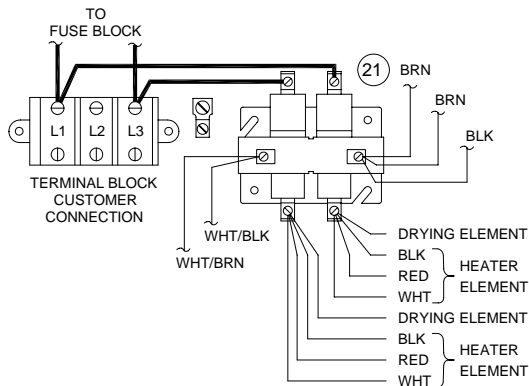 TO
FUSE BLOCK
21
BRN
BRN
BLK
L1 L2 L3
TERMINAL BLOCK
CUSTOMER
CONNECTION
WHT/BLK
WHT/BRN
DRYING ELEMENT
BLK
RED
WHT
HEATER
ELEMENT
DRYING ELEMENT
BLK
RED
WHT
HEATER
ELEMENT